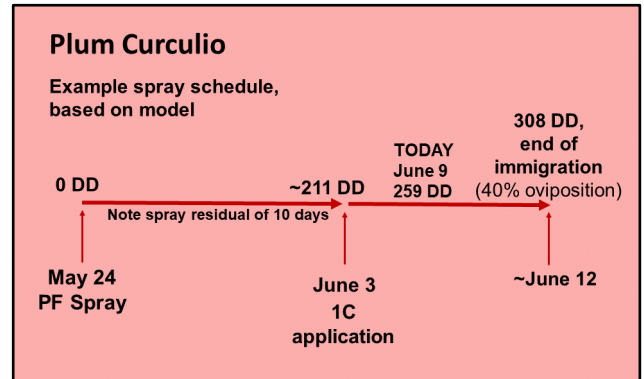 Plum Curculio
Example spray schedule,
based on model
0 DD
~211 DD
TODAY
June 9
259 DD
308 DD,
end of
immigration
(40% oviposition)
Note spray residual of 10 days
May 24
PF Spray
June 3
1C
application
~June 12